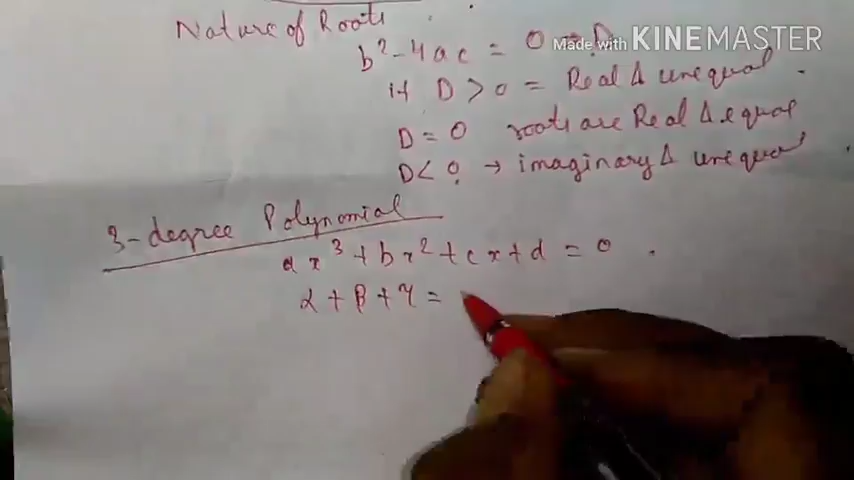 Nature of Roots
b²-4ac = 0 → D
Made with KINEMASTER
if D > 0 = Real & unequal
D = 0 roots are Real & equal
D < 0 → imaginary & unequal
3-degree Polynomial
ax³+bx²+cx+d = 0
α+β+γ =